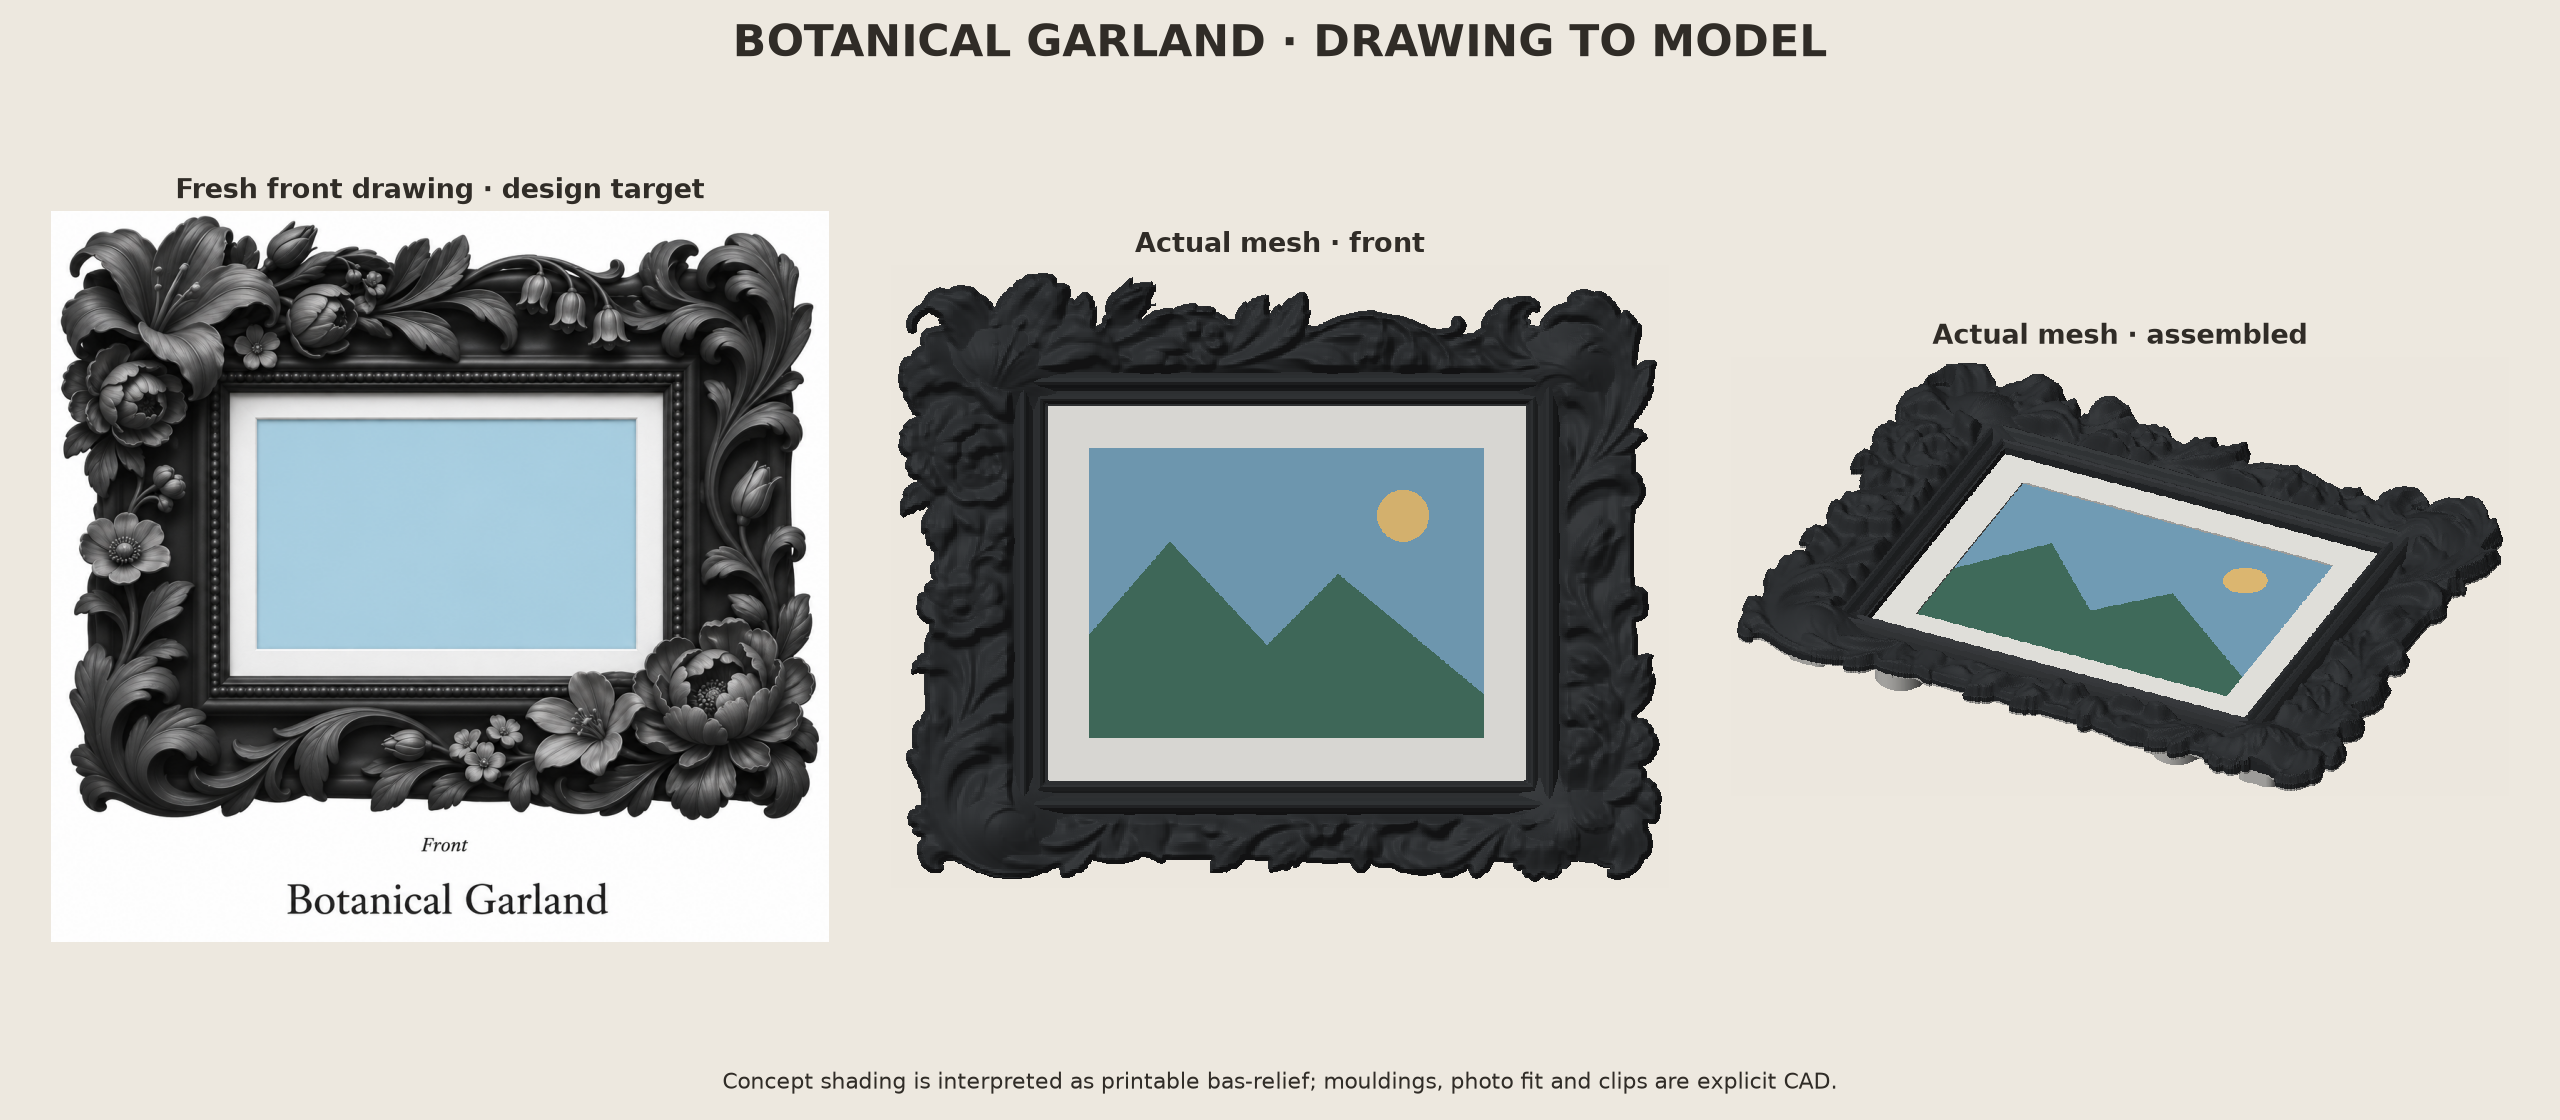 BOTANICAL GARLAND · DRAWING TO MODEL
Fresh front drawing · design target
Actual mesh · front
Actual mesh · assembled
Front
Botanical Garland
Concept shading is interpreted as printable bas-relief; mouldings, photo fit and clips are explicit CAD.